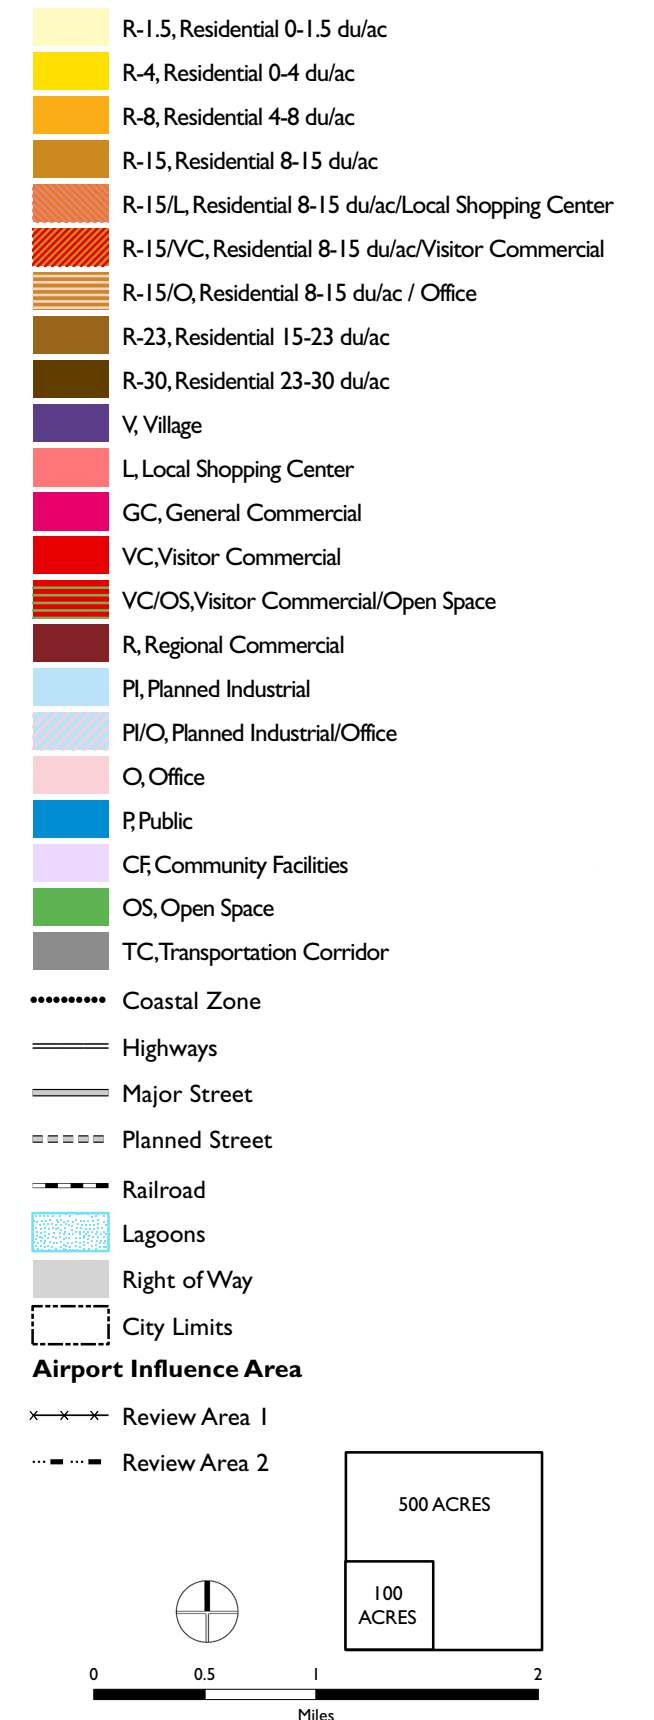 R-1.5, Residential 0-1.5 du/ac
R-4, Residential 0-4 du/ac
R-8, Residential 4-8 du/ac
R-15, Residential 8-15 du/ac
R-15/L, Residential 8-15 du/ac/Local Shopping Center
R-15/VC, Residential 8-15 du/ac/Visitor Commercial
R-15/O, Residential 8-15 du/ac / Office
R-23, Residential 15-23 du/ac
R-30, Residential 23-30 du/ac
V, Village
L, Local Shopping Center
GC, General Commercial
VC, Visitor Commercial
VC/OS, Visitor Commercial/Open Space
R, Regional Commercial
PI, Planned Industrial
PI/O, Planned Industrial/Office
O, Office
P, Public
CF, Community Facilities
OS, Open Space
TC, Transportation Corridor
Coastal Zone
Highways
Major Street
Planned Street
Railroad
Lagoons
Right of Way
City Limits
Airport Influence Area
Review Area 1
Review Area 2
500 ACRES
100
ACRES
0 0.5 1 2
Miles